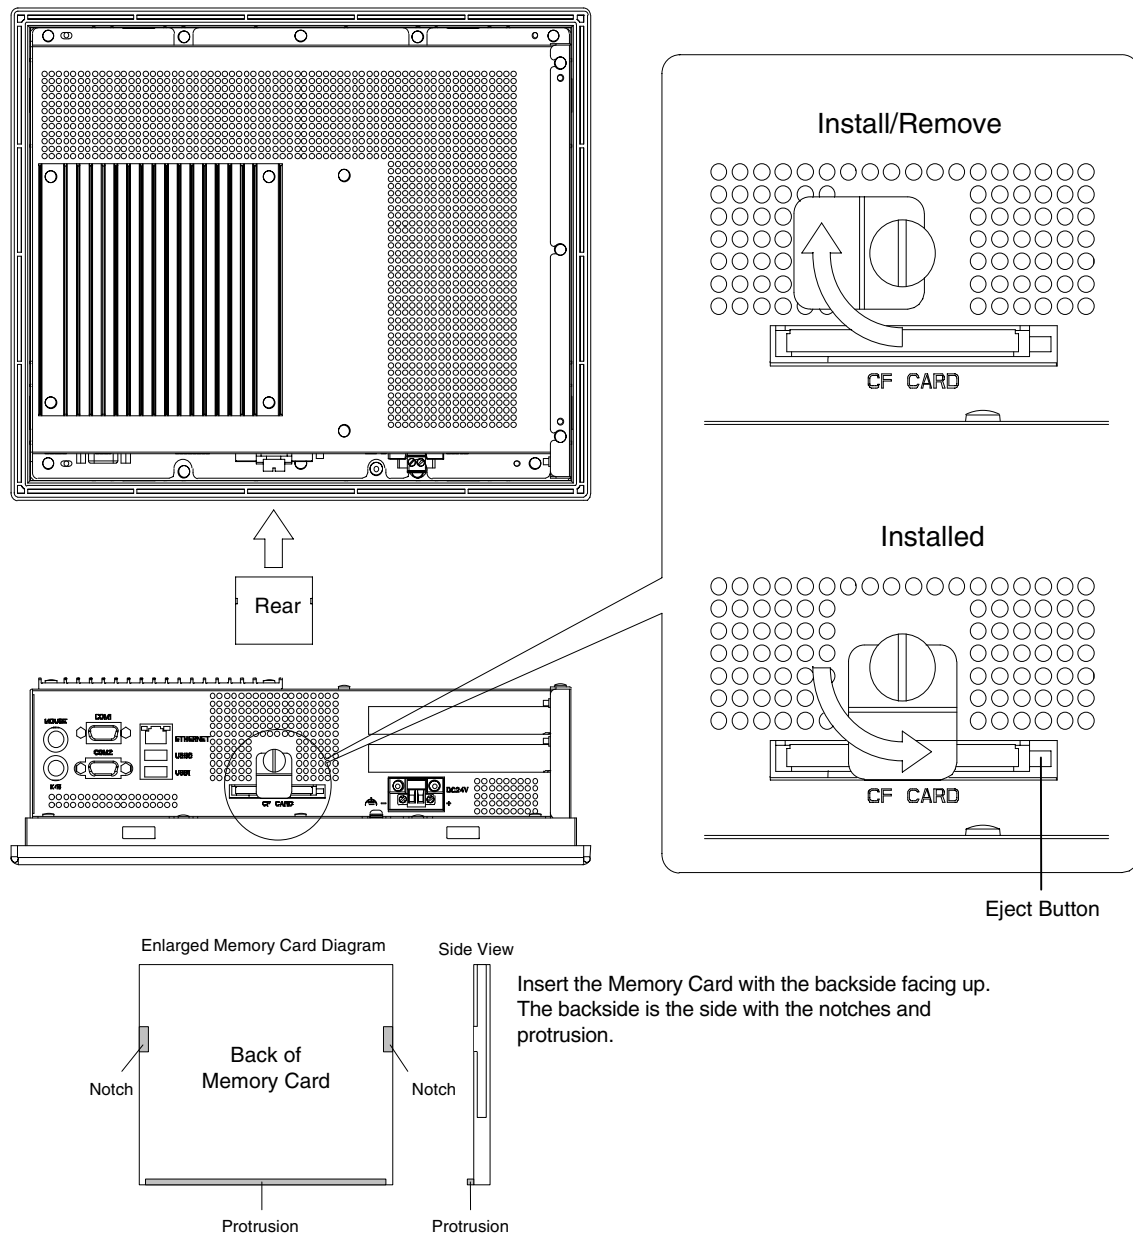 Install/Remove
CF CARD
Installed
CF CARD
Eject Button
Rear
MOUSE
COM1
ETHERNET
COM2
K/B
CF CARD
DC24V
−
+
Enlarged Memory Card Diagram
Side View
Insert the Memory Card with the backside facing up.
The backside is the side with the notches and
protrusion.
Back of
Memory Card
Notch
Notch
Protrusion
Protrusion